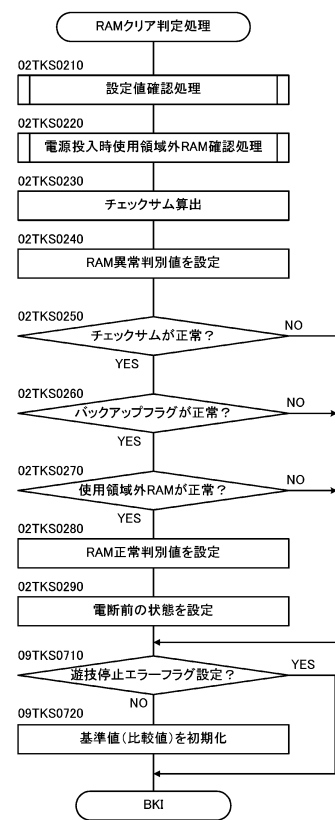 RAMクリア判定処理
02TKS0210
設定値確認処理
02TKS0220
電源投入時使用領域外RAM確認処理
02TKS0230
チェックサム算出
02TKS0240
RAM異常判別値を設定
02TKS0250
チェックサムが正常？
NO
YES
02TKS0260
バックアップフラグが正常？
NO
YES
02TKS0270
使用領域外RAMが正常？
NO
YES
02TKS0280
RAM正常判別値を設定
02TKS0290
電断前の状態を設定
09TKS0710
遊技停止エラーフラグ設定？
YES
NO
09TKS0720
基準値(比較値)を初期化
BKI